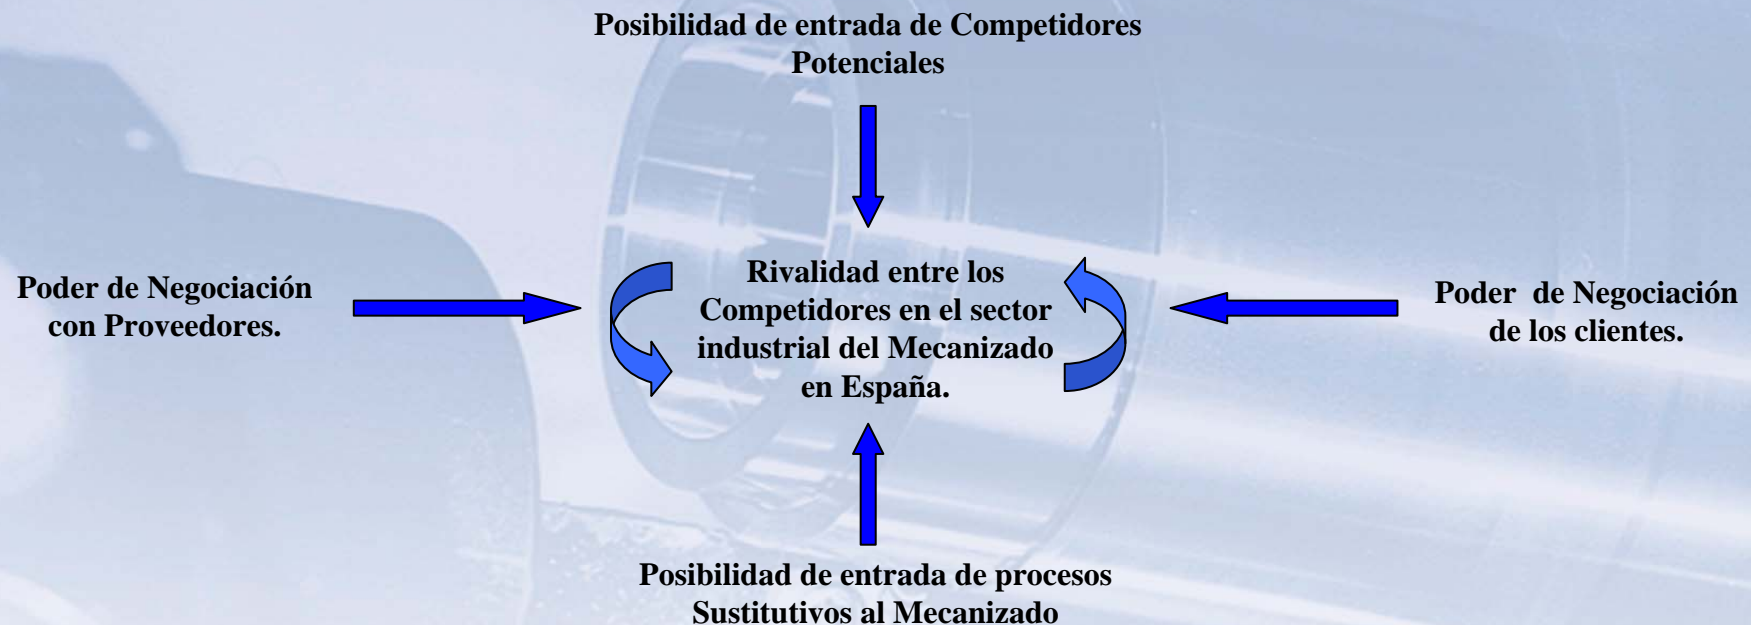 Posibilidad de entrada de Competidores
Potenciales
Poder de Negociación
con Proveedores.
Rivalidad entre los
Competidores en el sector
industrial del Mecanizado
en España.
Poder  de Negociación
de los clientes.
Posibilidad de entrada de procesos
Sustitutivos al Mecanizado